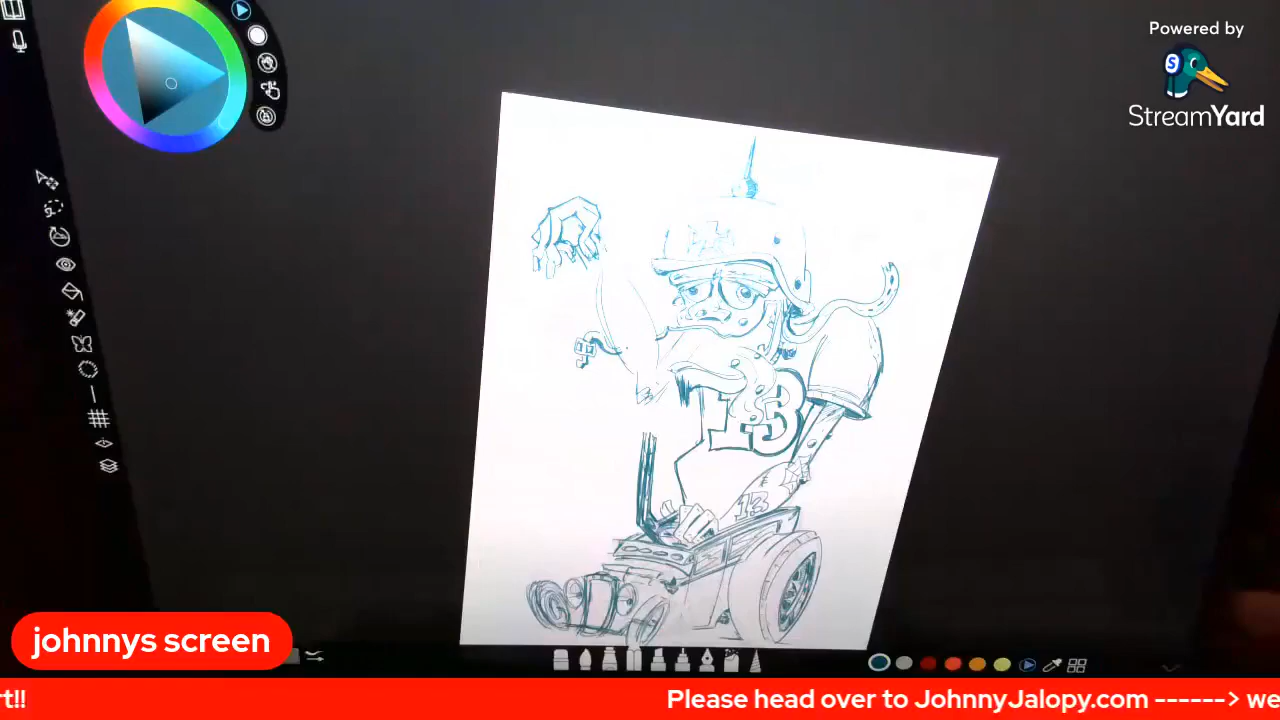 Powered by
StreamYard
13
13
johnnys screen
rt!!
Please head over to JohnnyJalopy.com ------> we